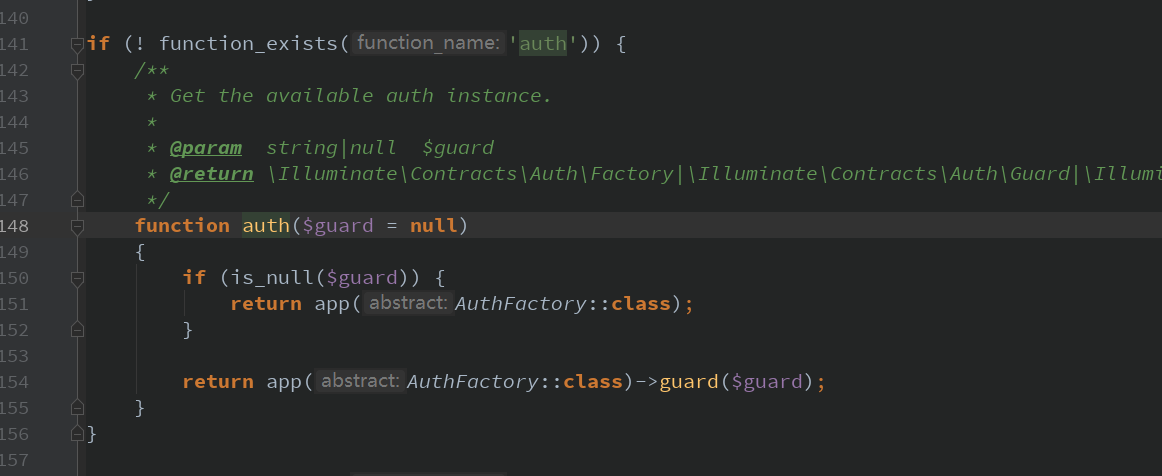 140
141 if (! function_exists( function_name: 'auth')) {
142 /**
143 * Get the available auth instance.
144 *
145 * @param  string|null  $guard
146 * @return \Illuminate\Contracts\Auth\Factory|\Illuminate\Contracts\Auth\Guard|\Illumi
147 */
148 function auth($guard = null)
149 {
150 if (is_null($guard)) {
151 return app( abstract: AuthFactory::class);
152 }
153
154 return app( abstract: AuthFactory::class)->guard($guard);
155 }
156 }
157